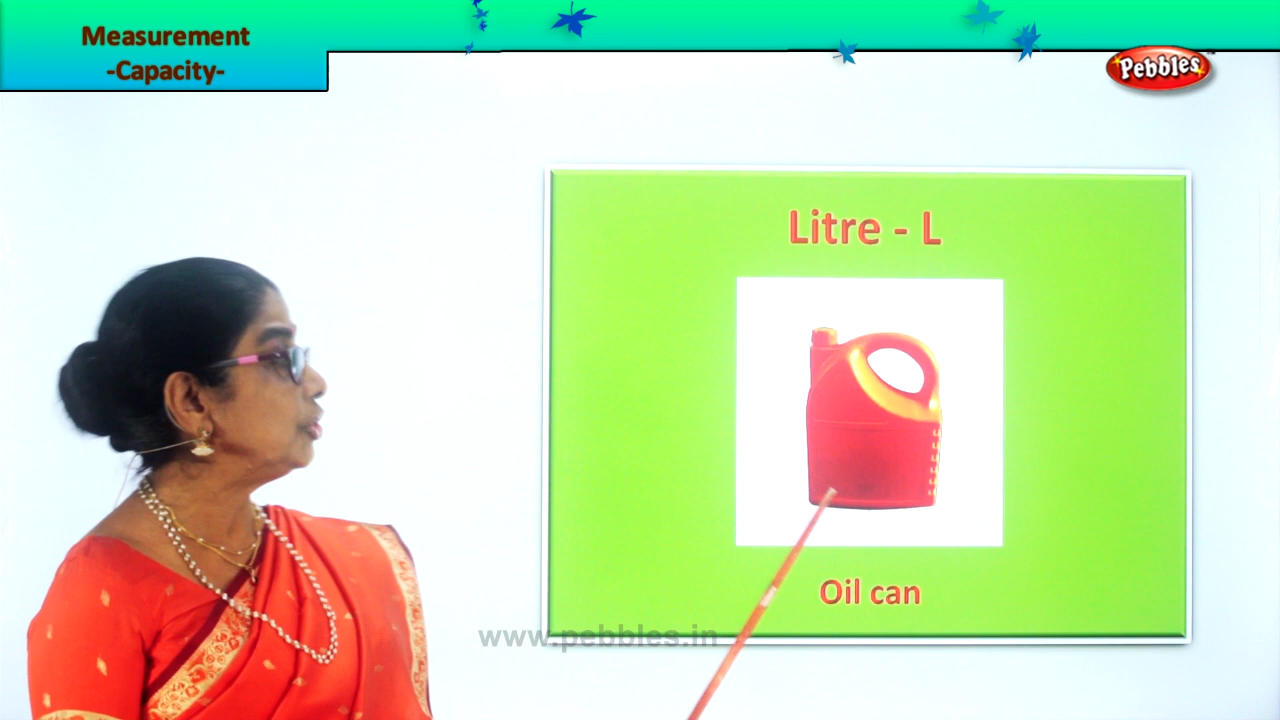 Measurement
-Capacity-
Pebbles
Litre - L
Oil can
www.pebbles.in